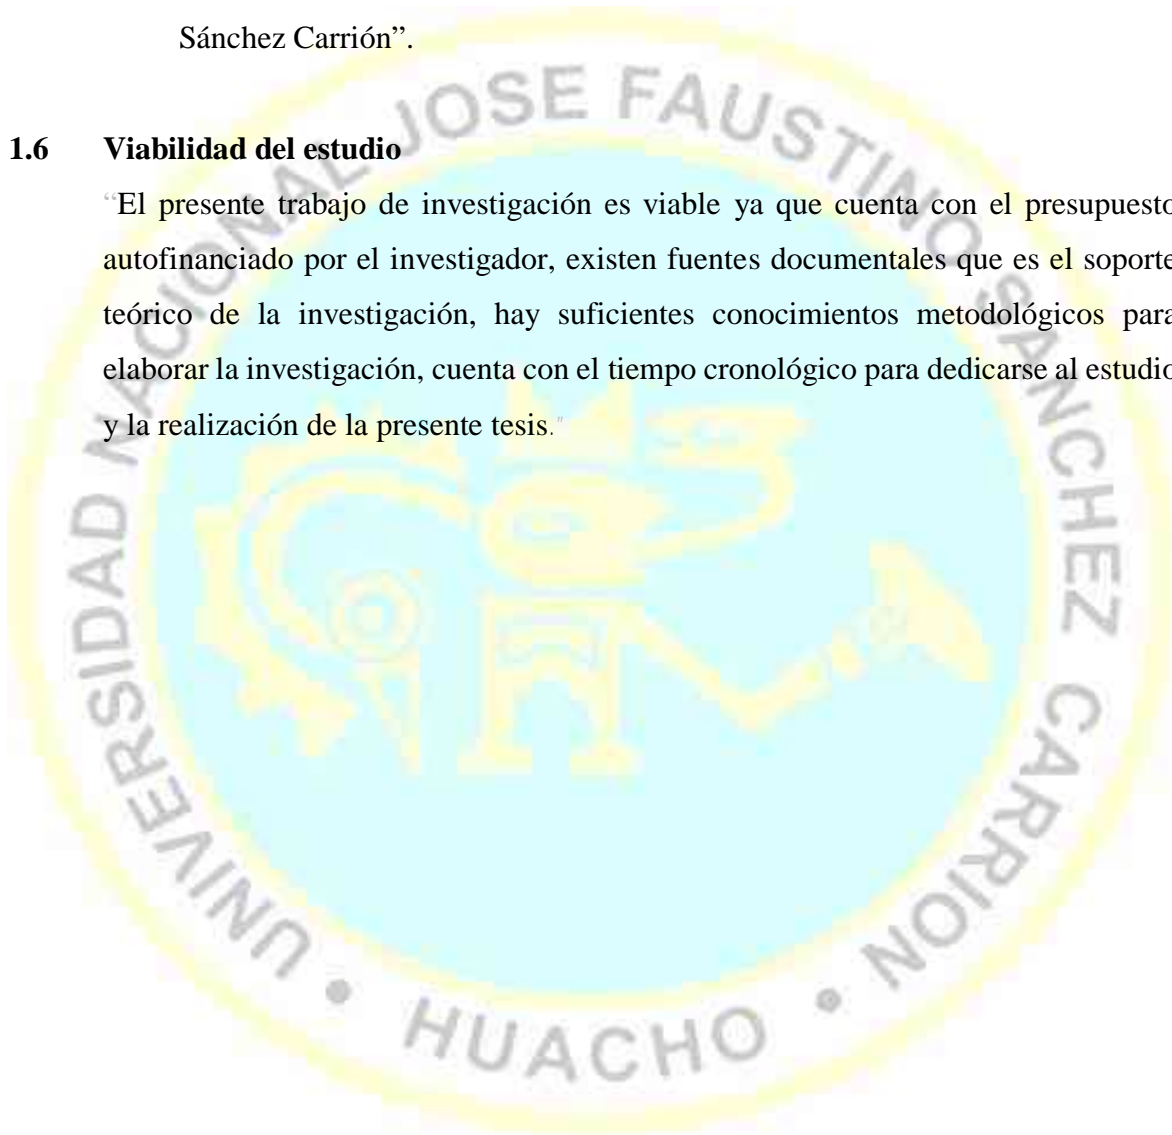 Sánchez Carrión”.
1.6 Viabilidad del estudio
“El presente trabajo de investigación es viable ya que cuenta con el presupuesto
autofinanciado por el investigador, existen fuentes documentales que es el soporte
teórico de la investigación, hay suficientes conocimientos metodológicos para
elaborar la investigación, cuenta con el tiempo cronológico para dedicarse al estudio
y la realización de la presente tesis.”
UNIVERSIDAD NACIONAL JOSE FAUSTINO SANCHEZ CARRION • HUACHO •